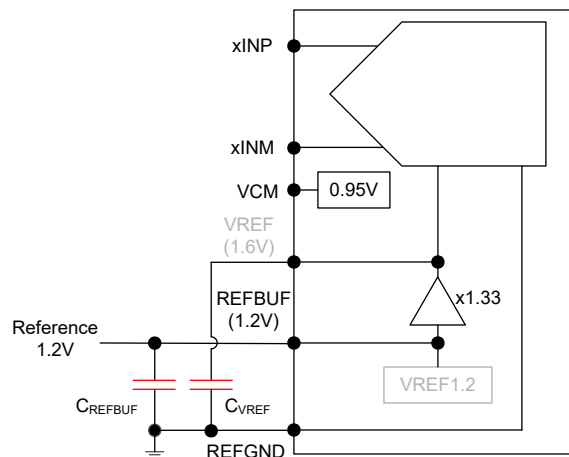 xINP
xINM
VCM
0.95V
VREF
(1.6V)
REFBUF
(1.2V)
x1.33
Reference
1.2V
VREF1.2
CREFBUF
CVREF
REFGND